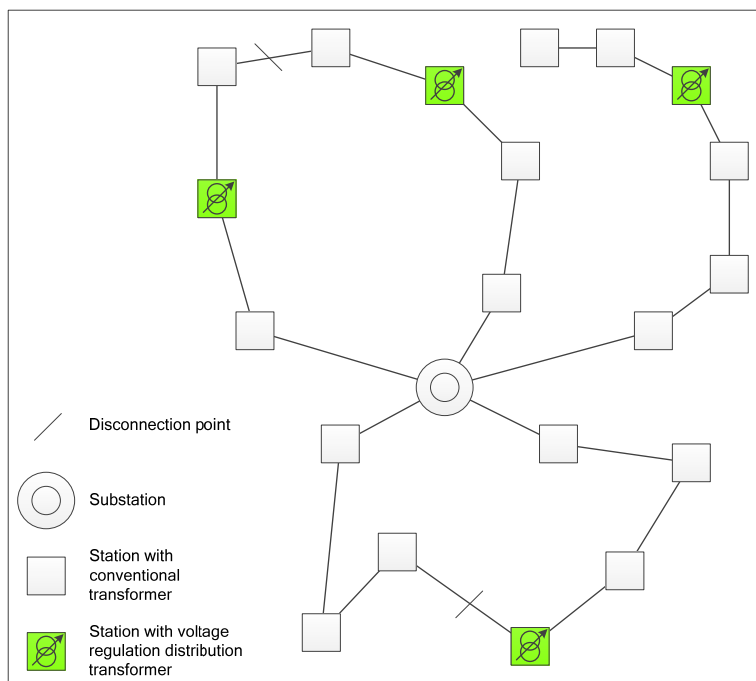 Disconnection point
Substation
Station with
conventional
transformer
Station with voltage
regulation distribution
transformer